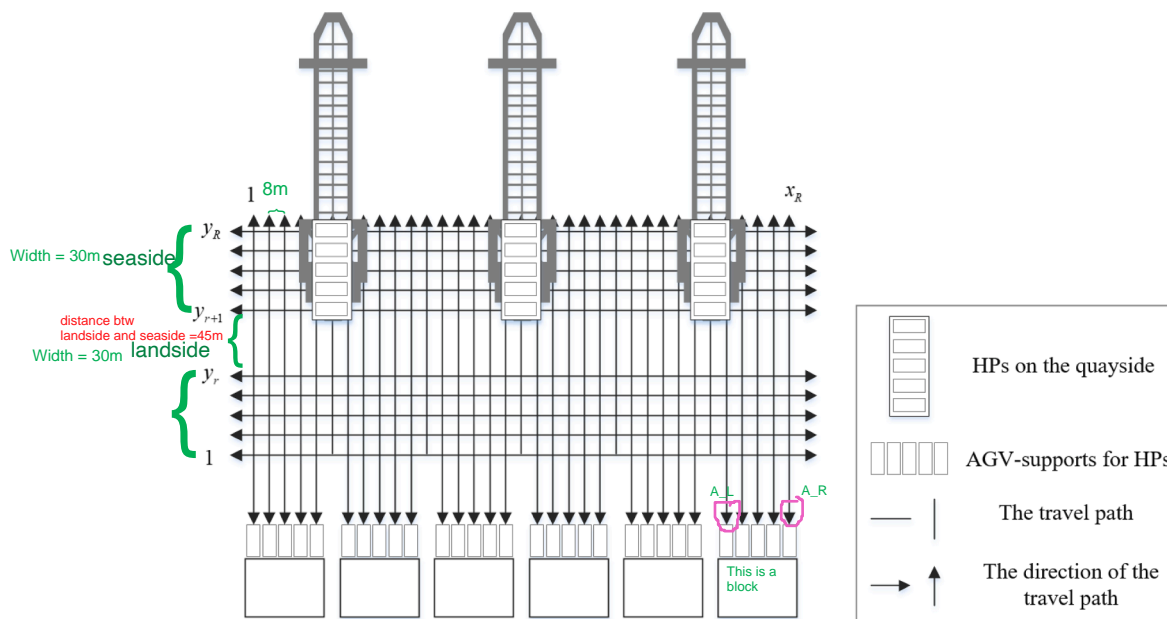 1
8m
x_R
y_R
Width = 30m seaside
y_{r+1}
distance btw
landside and seaside =45m
Width = 30m landside
y_r
1
A_L
A_R
This is a
block
HPs on the quayside
AGV-supports for HPs
The travel path
The direction of the
travel path